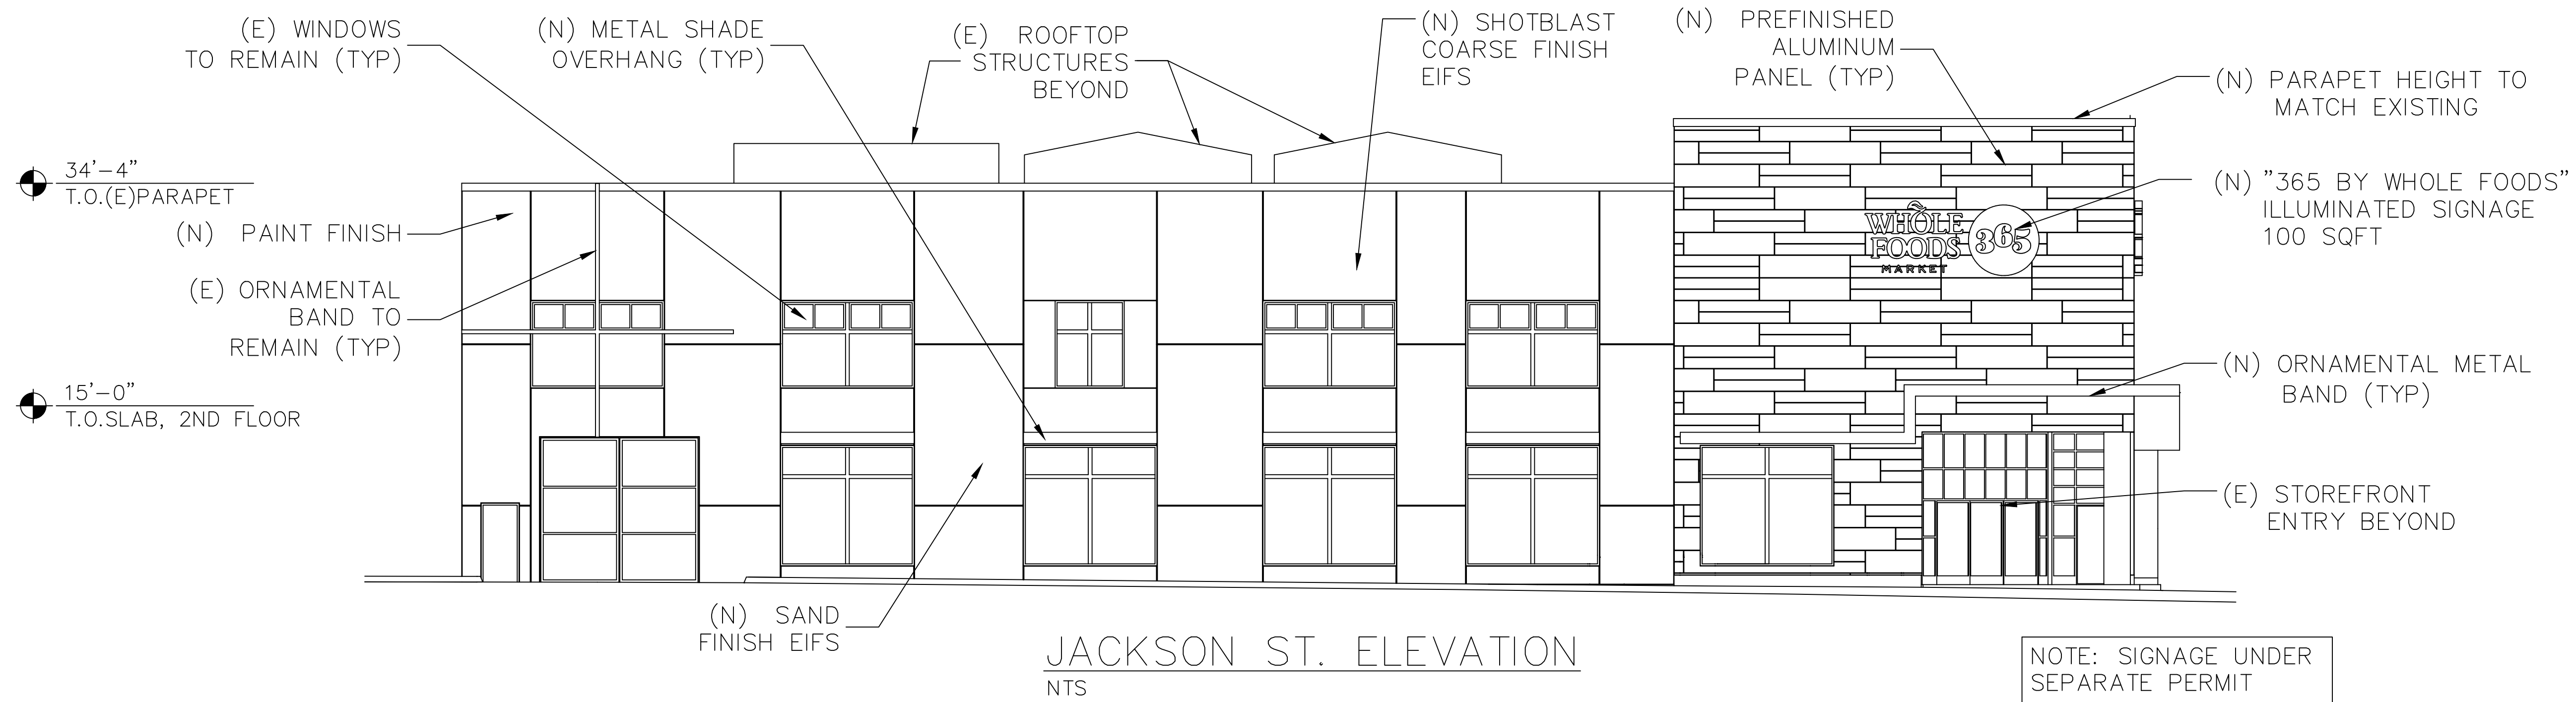 (E) WINDOWS
TO REMAIN (TYP)
(N) METAL SHADE
OVERHANG (TYP)
(E) ROOFTOP
STRUCTURES
BEYOND
(N) SHOTBLAST
COARSE FINISH
EIFS
(N) PREFINISHED
ALUMINUM
PANEL (TYP)
(N) PARAPET HEIGHT TO
MATCH EXISTING
34'-4"
T.O.(E)PARAPET
(N) PAINT FINISH
(E) ORNAMENTAL
BAND TO
REMAIN (TYP)
15'-0"
T.O.SLAB, 2ND FLOOR
WHOLE
FOODS
MARKET
365
(N) "365 BY WHOLE FOODS"
ILLUMINATED SIGNAGE
100 SQFT
(N) ORNAMENTAL METAL
BAND (TYP)
(E) STOREFRONT
ENTRY BEYOND
(N) SAND
FINISH EIFS
JACKSON ST. ELEVATION
NTS
NOTE: SIGNAGE UNDER
SEPARATE PERMIT